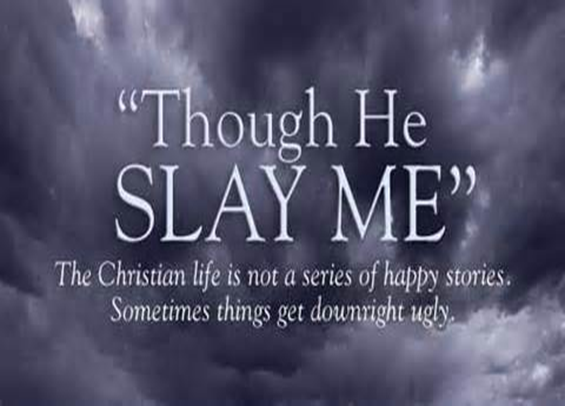 “Though He
SLAY ME”
The Christian life is not a series of happy stories.
Sometimes things get downright ugly.